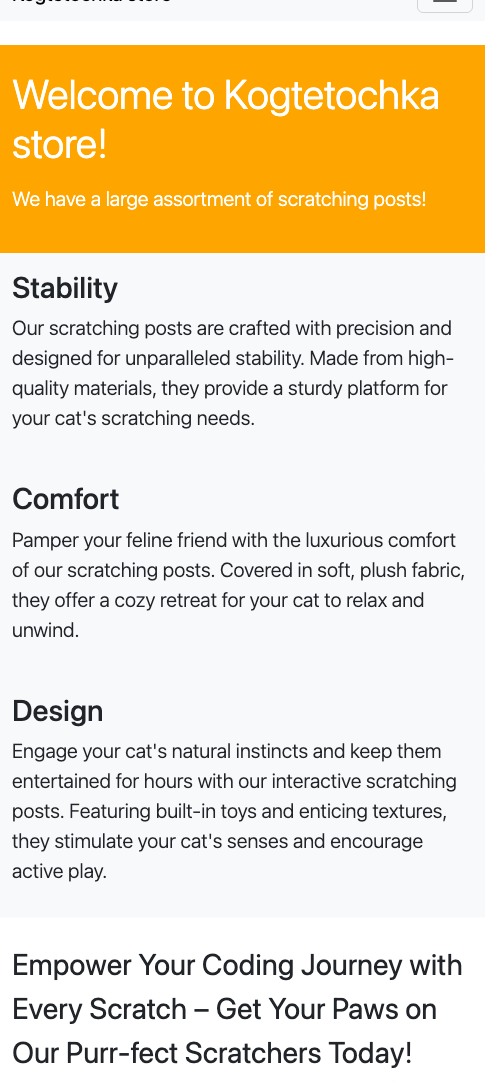 Kogtetochka store
Welcome to Kogtetochka
store!
We have a large assortment of scratching posts!
Stability
Our scratching posts are crafted with precision and
designed for unparalleled stability. Made from high-
quality materials, they provide a sturdy platform for
your cat's scratching needs.
Comfort
Pamper your feline friend with the luxurious comfort
of our scratching posts. Covered in soft, plush fabric,
they offer a cozy retreat for your cat to relax and
unwind.
Design
Engage your cat's natural instincts and keep them
entertained for hours with our interactive scratching
posts. Featuring built-in toys and enticing textures,
they stimulate your cat's senses and encourage
active play.
Empower Your Coding Journey with
Every Scratch – Get Your Paws on
Our Purr-fect Scratchers Today!